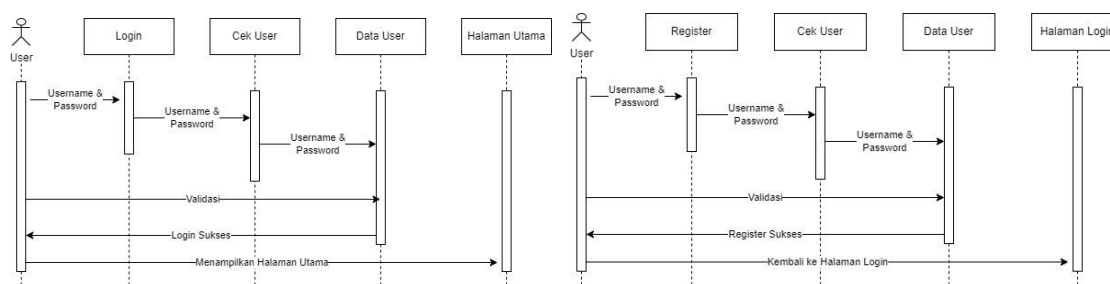 Login
Cek User
Data User
Halaman Utama
User
Username &
Password
Username &
Password
Username &
Password
Validasi
Login Sukses
Menampilkan Halaman Utama
Register
Cek User
Data User
Halaman Login
User
Username &
Password
Username &
Password
Username &
Password
Validasi
Register Sukses
Kembali ke Halaman Login